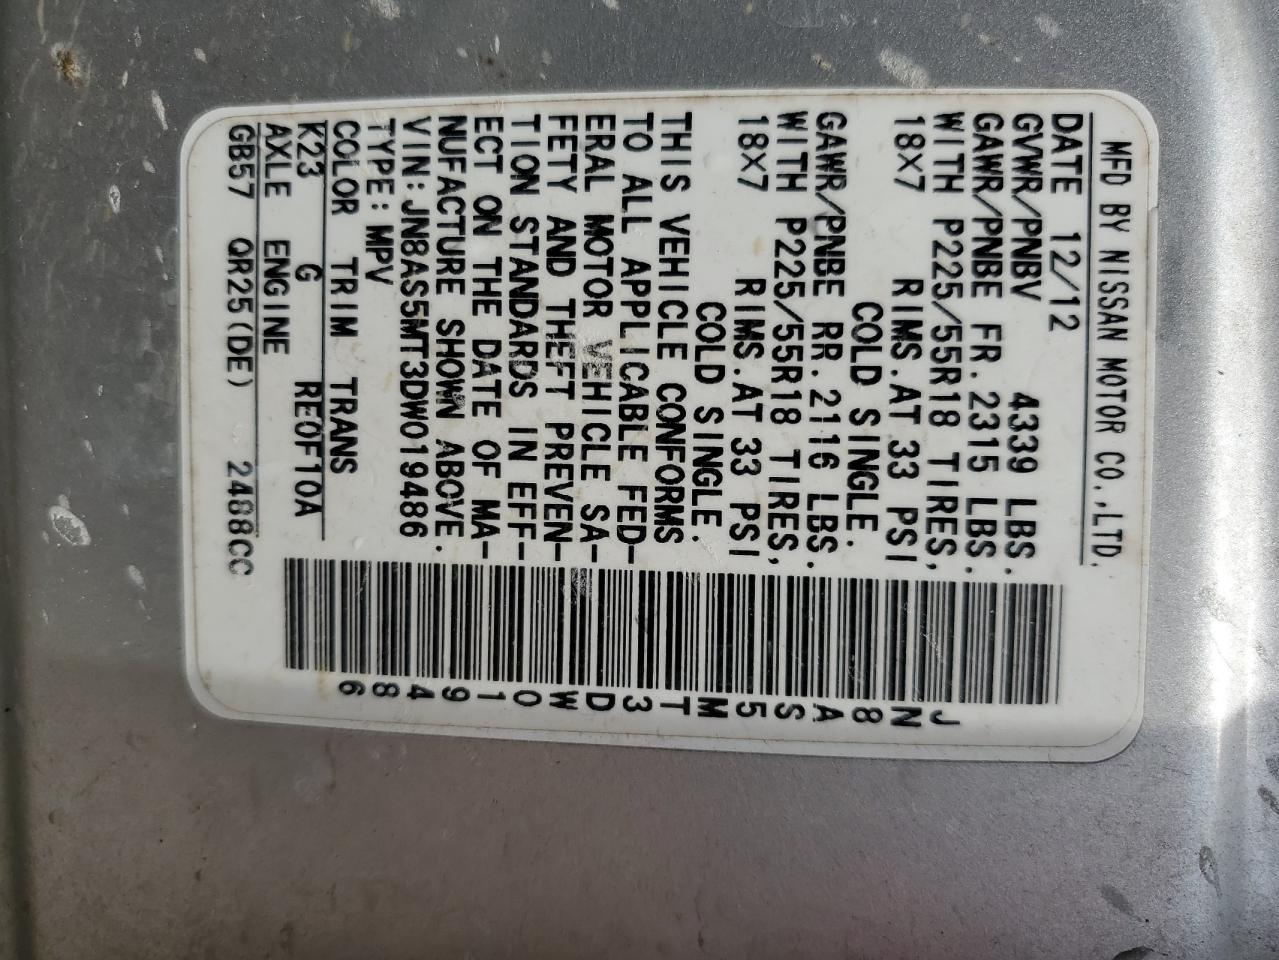 MFD BY NISSAN MOTOR CO.,LTD.
DATE 12/12
GVWR/PNBV 4339 LBS.
GAWR/PNBE FR. 2315 LBS.
WITH P225/55R18 TIRES,
18X7 RIMS.AT 33 PSI
COLD SINGLE.
GAWR/PNBE RR. 2116 LBS.
WITH P225/55R18 TIRES,
18X7 RIMS.AT 33 PSI
COLD SINGLE.
THIS VEHICLE CONFORMS
TO ALL APPLICABLE FED-
ERAL MOTOR VEHICLE SA-
FETY AND THEFT PREVEN-
TION STANDARDS IN EFF-
ECT ON THE DATE OF MA-
NUFACTURE SHOWN ABOVE.
VIN: JN8AS5MT3DW019486
TYPE: MPV
COLOR TRIM TRANS
K23 G RE0F10A
AXLE ENGINE
GB57 QR25(DE) 2488CC
JN8AS5MT3DW019486